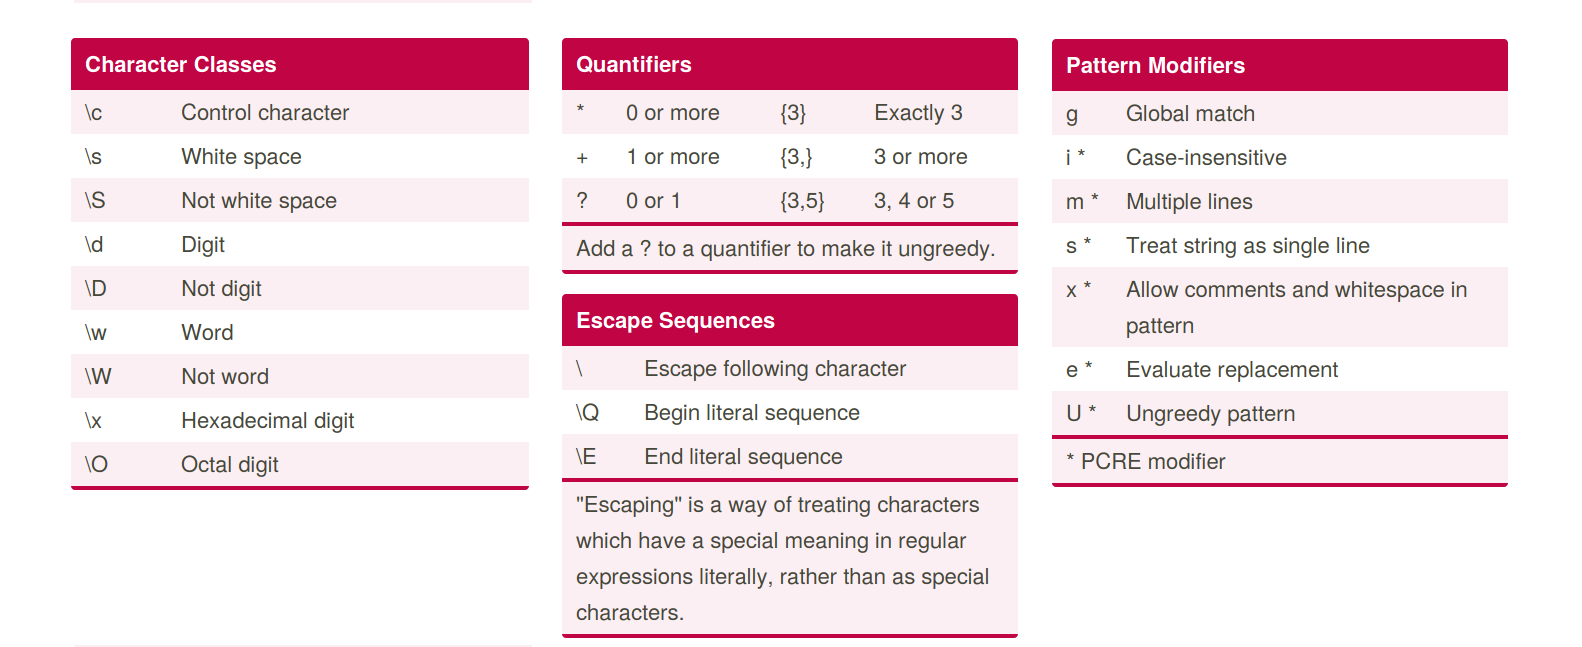 Character Classes
\c Control character
\s White space
\S Not white space
\d Digit
\D Not digit
\w Word
\W Not word
\x Hexadecimal digit
\O Octal digit
Quantifiers
* 0 or more {3} Exactly 3
+ 1 or more {3,} 3 or more
? 0 or 1 {3,5} 3, 4 or 5
Add a ? to a quantifier to make it ungreedy.
Escape Sequences
\ Escape following character
\Q Begin literal sequence
\E End literal sequence
"Escaping" is a way of treating characters
which have a special meaning in regular
expressions literally, rather than as special
characters.
Pattern Modifiers
g Global match
i * Case-insensitive
m * Multiple lines
s * Treat string as single line
x * Allow comments and whitespace in
pattern
e * Evaluate replacement
U * Ungreedy pattern
* PCRE modifier